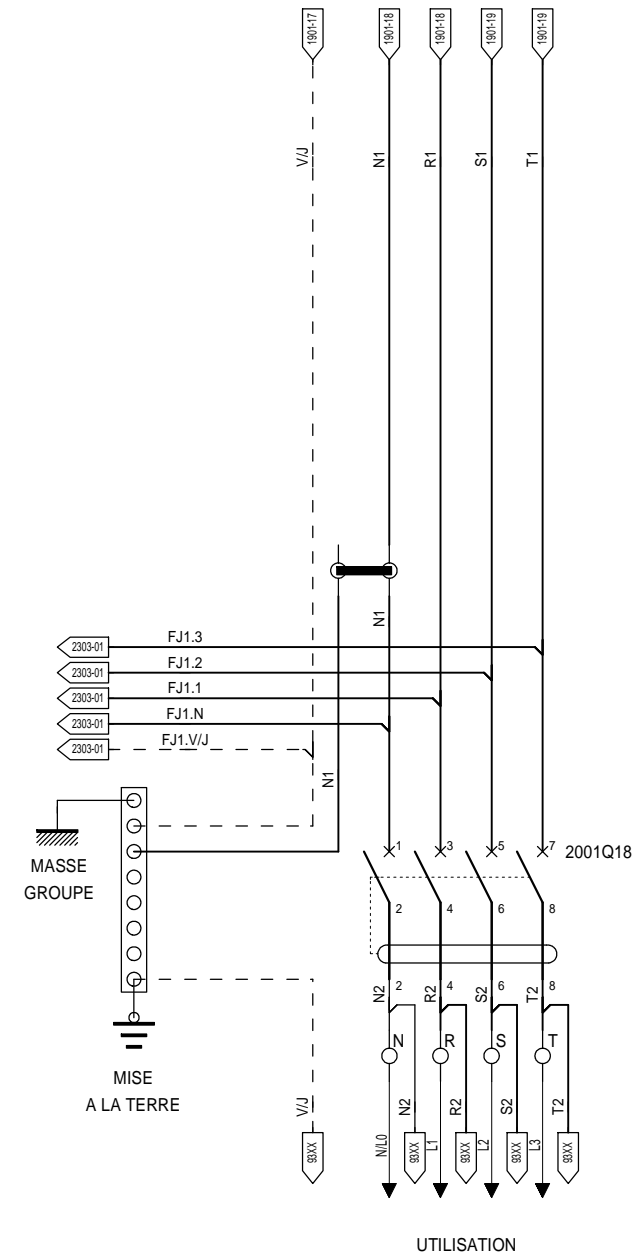 1901-17
1901-18
1901-18
1901-19
1901-19
V/J
N1
R1
S1
T1
N1
FJ1.3
2303-01
FJ1.2
2303-01
FJ1.1
2303-01
FJ1.N
2303-01
FJ1.V/J
2303-01
N1
1
3
5
7
2001Q18
MASSE
GROUPE
2
4
6
8
2
4
6
8
N2
R2
S2
T2
N
R
S
T
MISE
A LA TERRE
V/J
N2
R2
S2
T2
N/L0
L1
L2
L3
93XX
93XX
93XX
93XX
93XX
UTILISATION